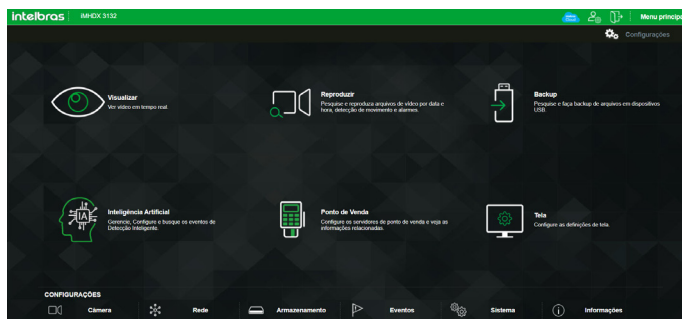 intelbras iMHDX 3132 Menu principa
Configurações
Visualizar
Ver vídeo em tempo real.
Reproduzir
Pesquise e reproduza arquivos de vídeo por data e
hora, detecção de movimento e alarmes.
Backup
Pesquise e faça backup de arquivos em dispositivos
USB.
IA
Inteligência Artificial
Gerencie, Configure e busque os eventos de
Detecção Inteligente.
Ponto de Venda
Configure os servidores de ponto de venda e veja as
informações relacionadas.
Tela
Configure as definições de tela.
CONFIGURAÇÕES
Câmera Rede Armazenamento Eventos Sistema Informações